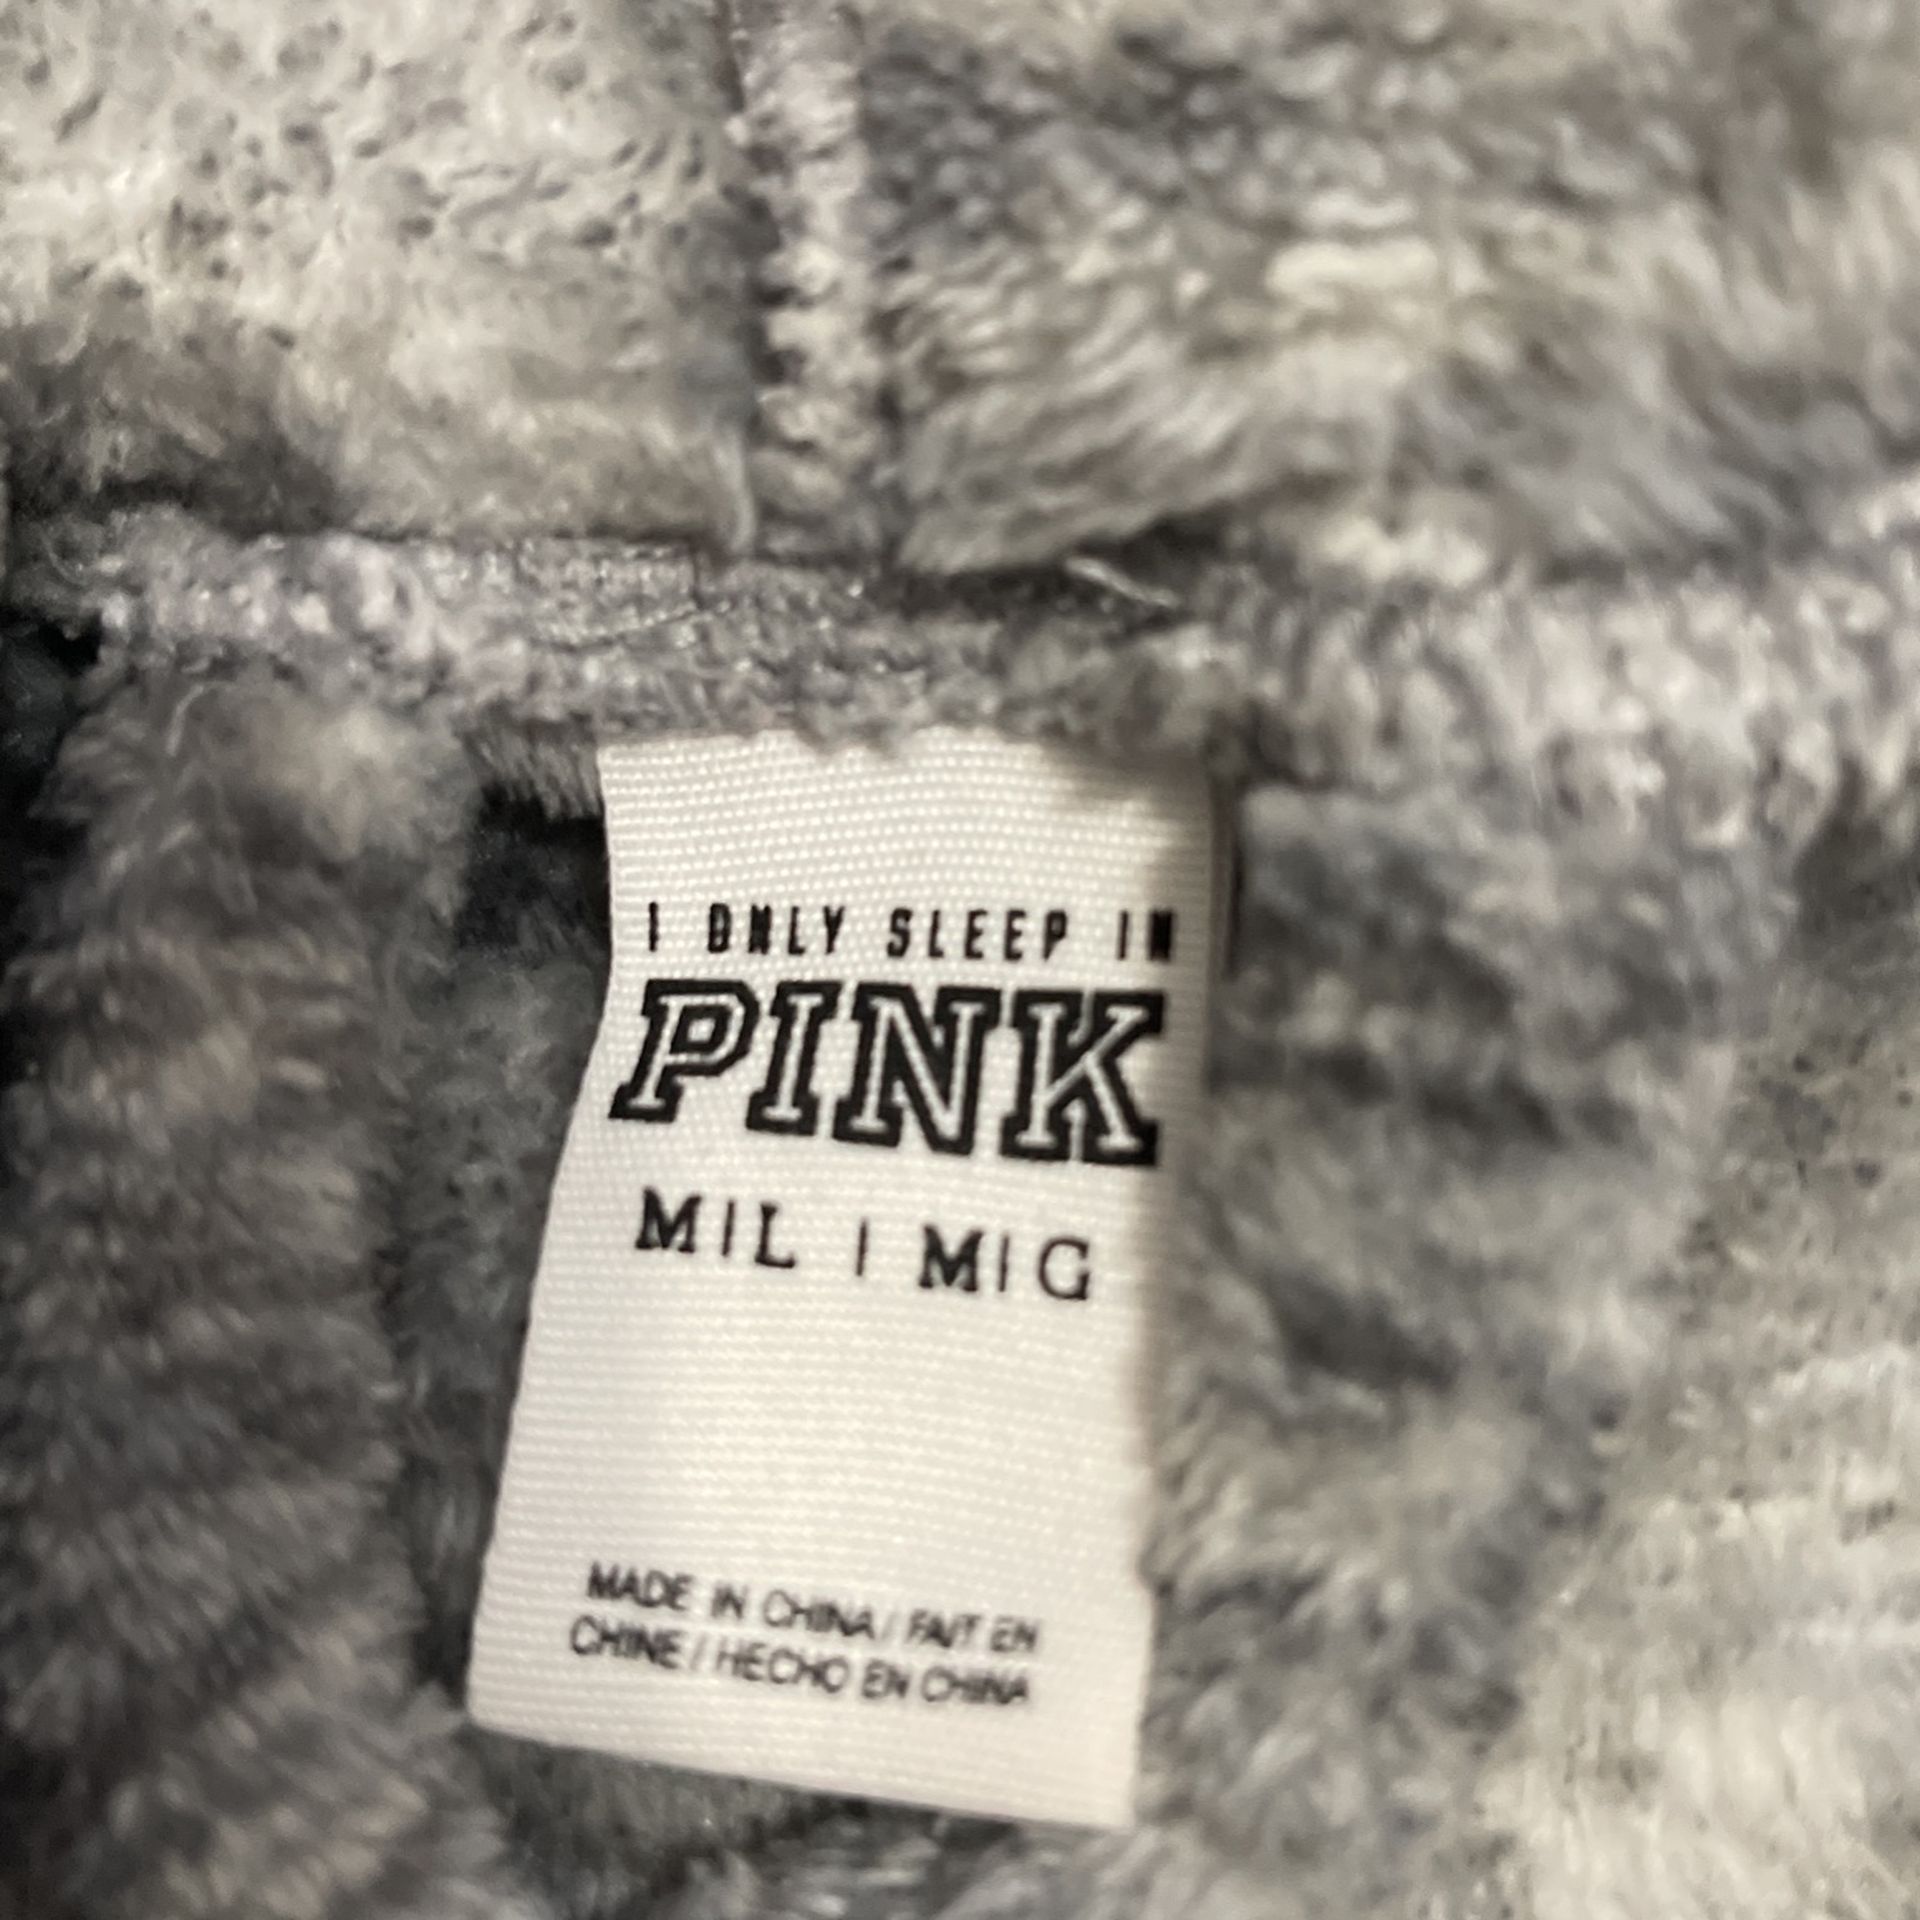 I ONLY SLEEP IN
PINK
M|L | M|G
MADE IN CHINA / FAIT EN
CHINE / HECHO EN CHINA